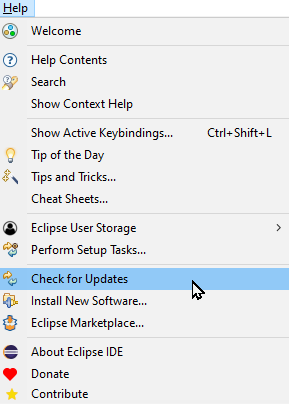 Help
Welcome
Help Contents
Search
Show Context Help
Show Active Keybindings... Ctrl+Shift+L
Tip of the Day
Tips and Tricks...
Cheat Sheets...
Eclipse User Storage
Perform Setup Tasks...
Check for Updates
Install New Software...
Eclipse Marketplace...
About Eclipse IDE
Donate
Contribute